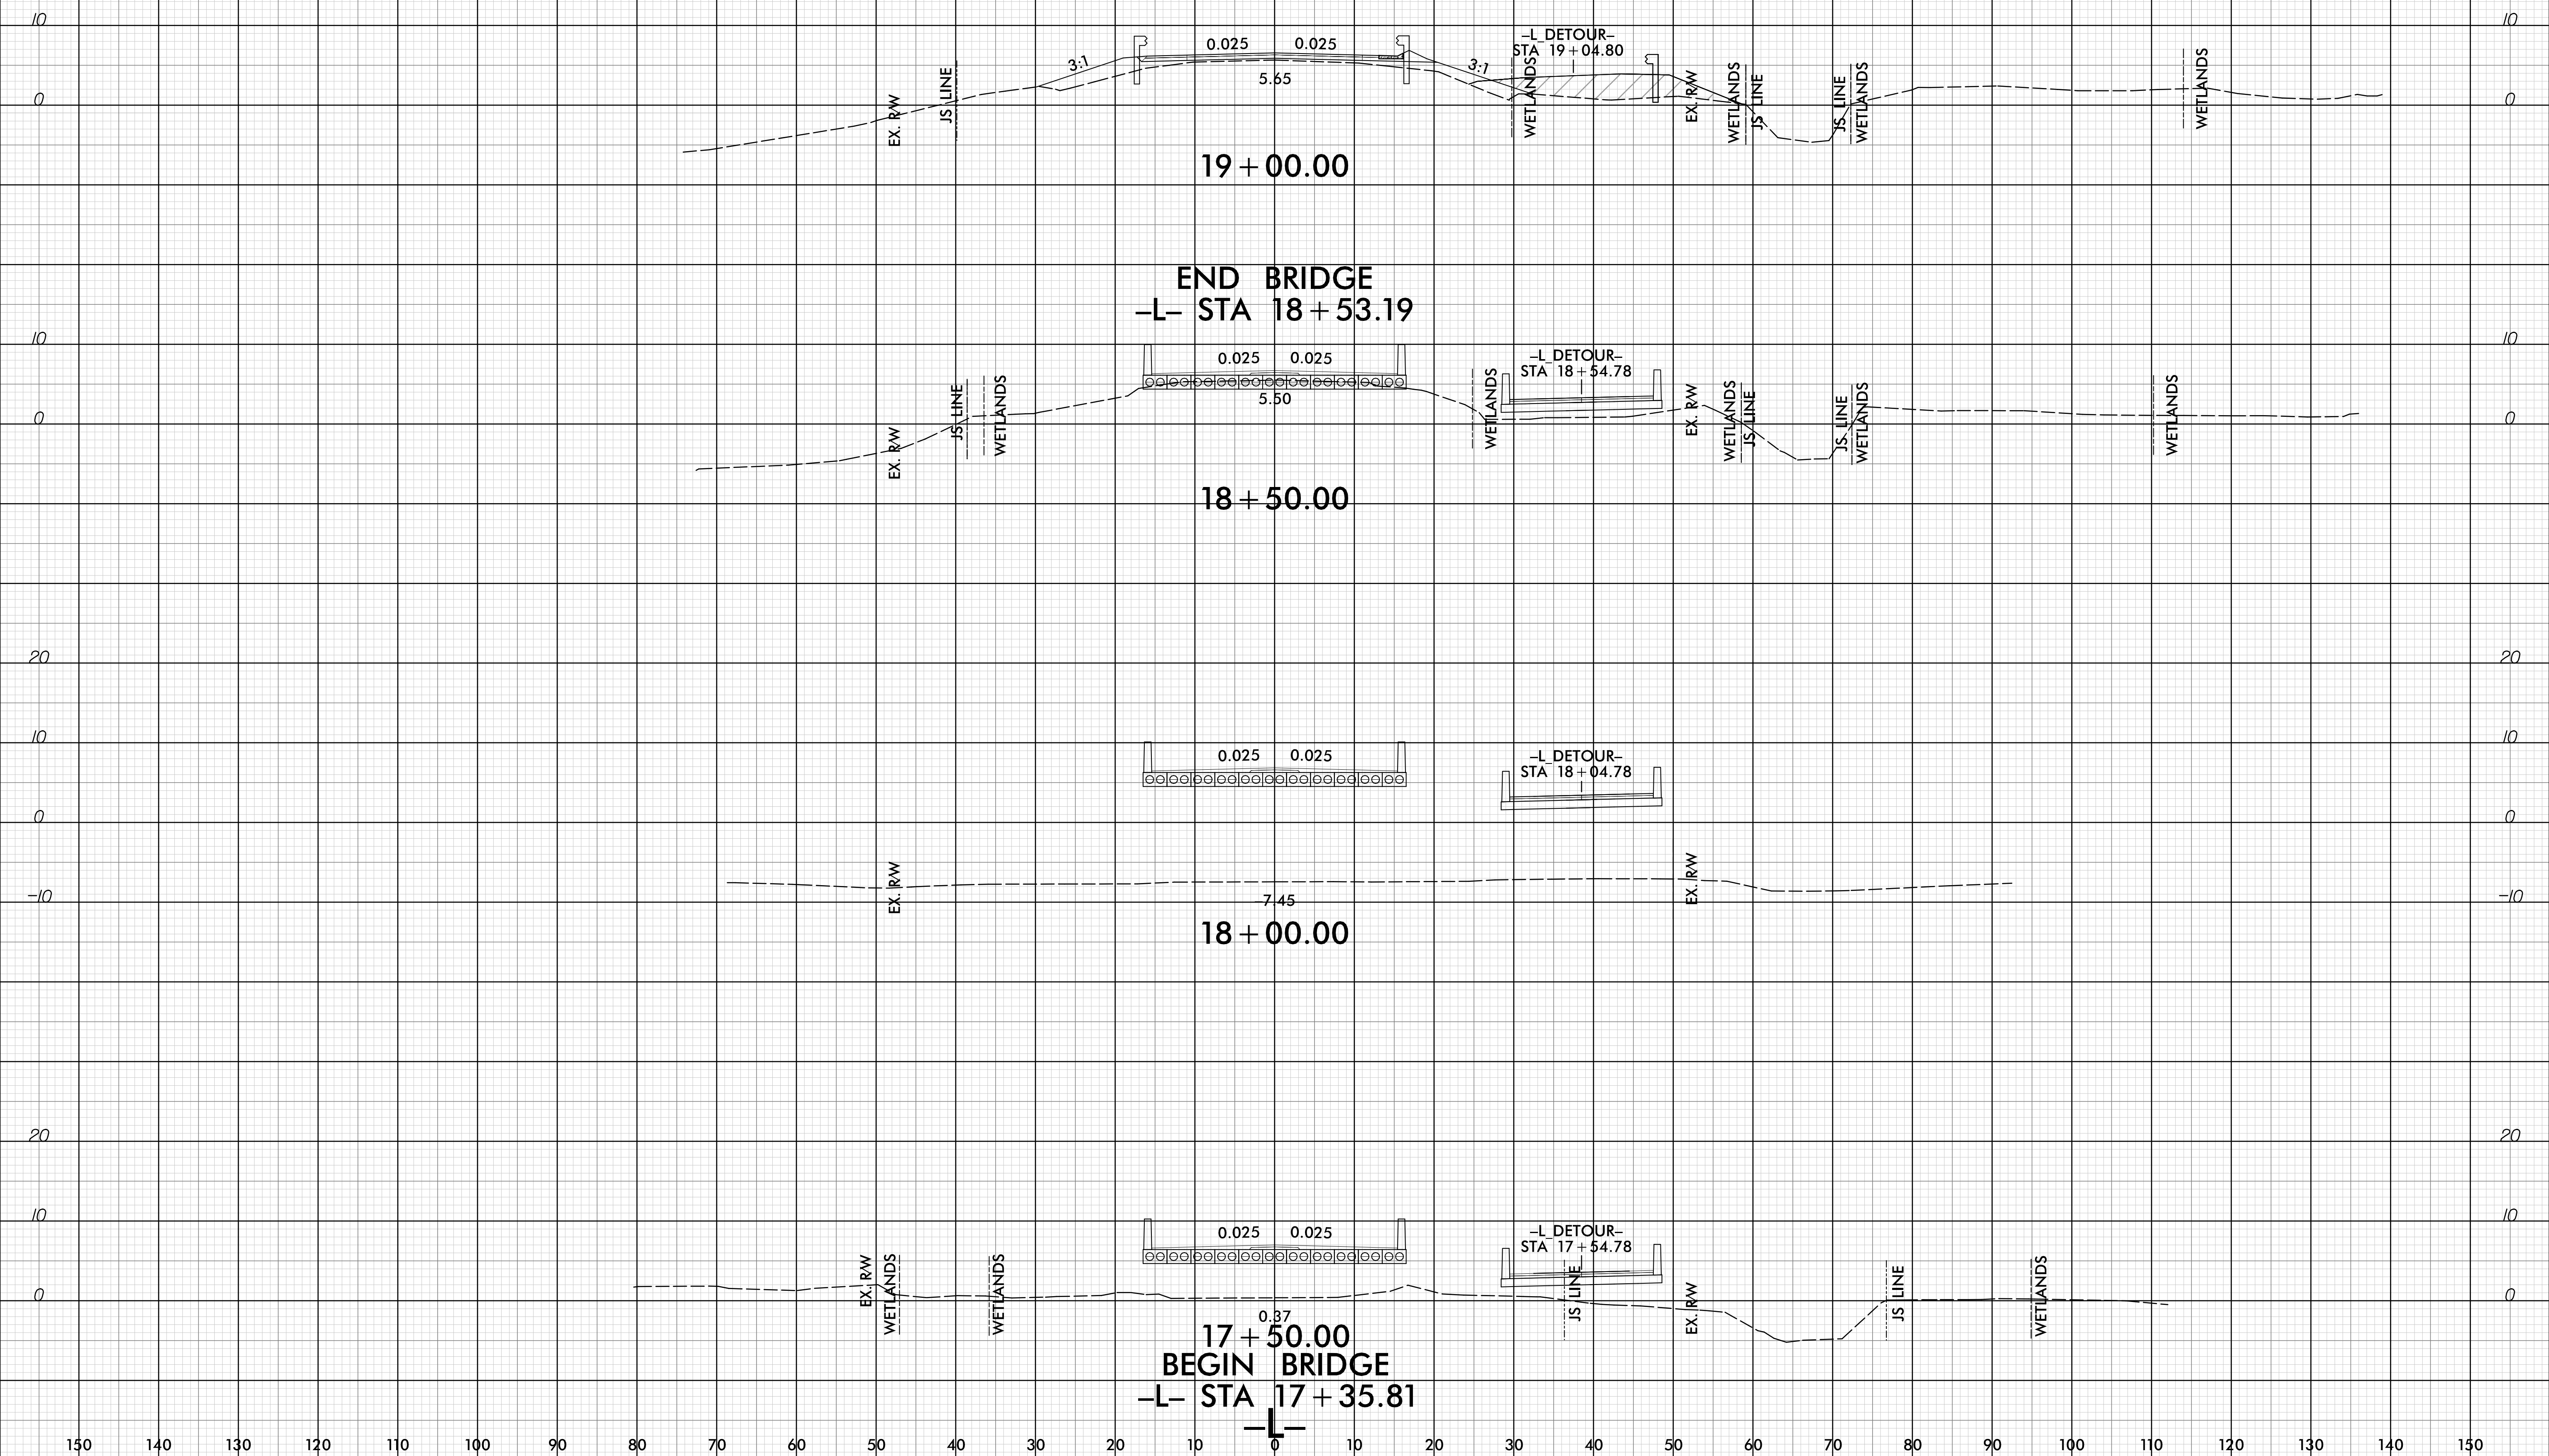 10 10
–L_DETOUR–
0.025 0.025 STA 19+04.80
3:1 3:1
5.65
EX. R/W JS LINE WETLANDS EX. R/W WETLANDS JS LINE JS LINE WETLANDS WETLANDS
0 0
19+00.00
END BRIDGE
–L– STA 18+53.19
10 10
0.025 0.025 –L_DETOUR–
STA 18+54.78
5.50
EX. R/W JS LINE WETLANDS WETLANDS EX. R/W WETLANDS JS LINE JS LINE WETLANDS WETLANDS
0 0
18+50.00
20 20
10 10
0.025 0.025 –L_DETOUR–
STA 18+04.78
0 0
EX. R/W EX. R/W
–10 –7.45 –10
18+00.00
20 20
10 10
0.025 0.025 –L_DETOUR–
STA 17+54.78
EX. R/W WETLANDS WETLANDS JS LINE EX. R/W JS LINE WETLANDS
0 0
0.37
17+50.00
BEGIN BRIDGE
–L– STA 17+35.81
–L–
150 140 130 120 110 100 90 80 70 60 50 40 30 20 10 0 10 20 30 40 50 60 70 80 90 100 110 120 130 140 150